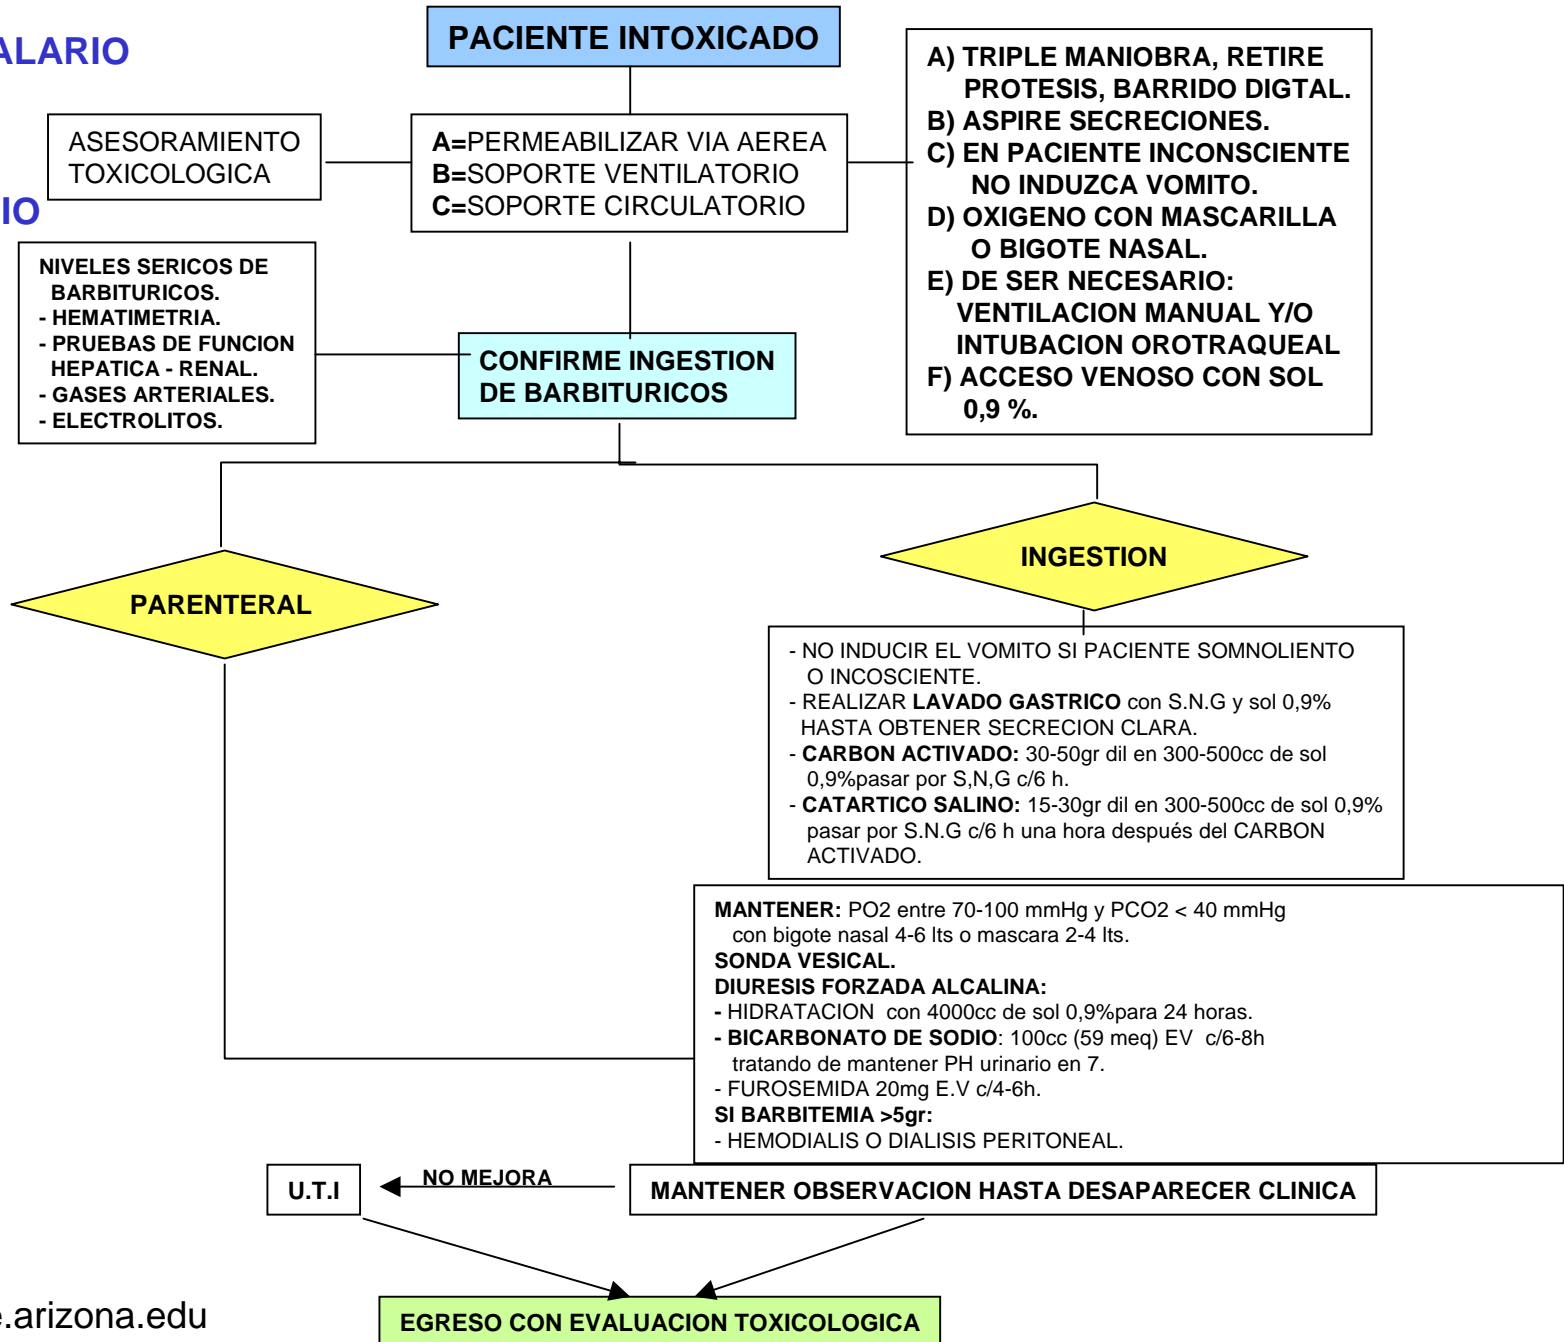 ALARIO
PACIENTE INTOXICADO
A) TRIPLE MANIOBRA, RETIRE
PROTESIS, BARRIDO DIGTAL.
B) ASPIRE SECRECIONES.
C) EN PACIENTE INCONSCIENTE
NO INDUZCA VOMITO.
D) OXIGENO CON MASCARILLA
O BIGOTE NASAL.
E) DE SER NECESARIO:
VENTILACION MANUAL Y/O
INTUBACION OROTRAQUEAL
F) ACCESO VENOSO CON SOL
0,9 %.
ASESORAMIENTO
TOXICOLOGICA
A=PERMEABILIZAR VIA AEREA
B=SOPORTE VENTILATORIO
C=SOPORTE CIRCULATORIO
IO
NIVELES SERICOS DE
BARBITURICOS.
- HEMATIMETRIA.
- PRUEBAS DE FUNCION
HEPATICA - RENAL.
- GASES ARTERIALES.
- ELECTROLITOS.
CONFIRME INGESTION
DE BARBITURICOS
PARENTERAL
INGESTION
- NO INDUCIR EL VOMITO SI PACIENTE SOMNOLIENTO
O INCOSCIENTE.
- REALIZAR LAVADO GASTRICO con S.N.G y sol 0,9%
HASTA OBTENER SECRECION CLARA.
- CARBON ACTIVADO: 30-50gr dil en 300-500cc de sol
0,9%pasar por S,N,G c/6 h.
- CATARTICO SALINO: 15-30gr dil en 300-500cc de sol 0,9%
pasar por S.N.G c/6 h una hora después del CARBON
ACTIVADO.
MANTENER: PO2 entre 70-100 mmHg y PCO2 < 40 mmHg
con bigote nasal 4-6 lts o mascara 2-4 lts.
SONDA VESICAL.
DIURESIS FORZADA ALCALINA:
- HIDRATACION con 4000cc de sol 0,9%para 24 horas.
- BICARBONATO DE SODIO: 100cc (59 meq) EV c/6-8h
tratando de mantener PH urinario en 7.
- FUROSEMIDA 20mg E.V c/4-6h.
SI BARBITEMIA >5gr:
- HEMODIALIS O DIALISIS PERITONEAL.
U.T.I
NO MEJORA
MANTENER OBSERVACION HASTA DESAPARECER CLINICA
e.arizona.edu
EGRESO CON EVALUACION TOXICOLOGICA